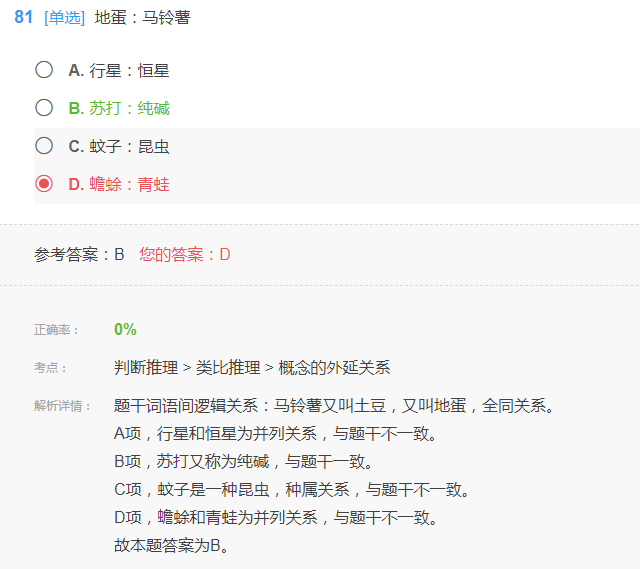 81 [单选] 地蛋：马铃薯
A. 行星：恒星
B. 苏打：纯碱
C. 蚊子：昆虫
D. 蟾蜍：青蛙
参考答案：B 您的答案：D
正确率： 0%
考点： 判断推理 > 类比推理 > 概念的外延关系
解析详情： 题干词语间逻辑关系：马铃薯又叫土豆，又叫地蛋，全同关系。
A项，行星和恒星为并列关系，与题干不一致。
B项，苏打又称为纯碱，与题干一致。
C项，蚊子是一种昆虫，种属关系，与题干不一致。
D项，蟾蜍和青蛙为并列关系，与题干不一致。
故本题答案为B。